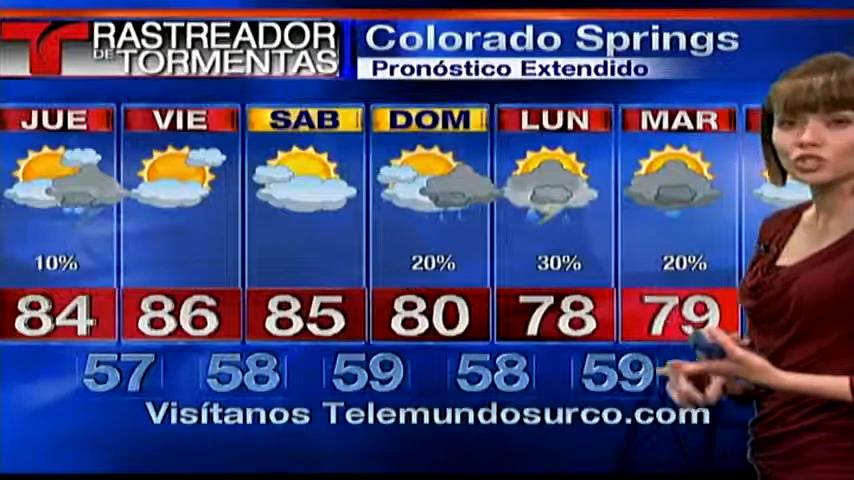 T RASTREADOR
DE TORMENTAS
Colorado Springs
Pronóstico Extendido
JUE VIE SAB DOM LUN MAR
10% 20% 30% 20%
84 86 85 80 78 79
57 58 59 58 59
Visítanos Telemundosurco.com